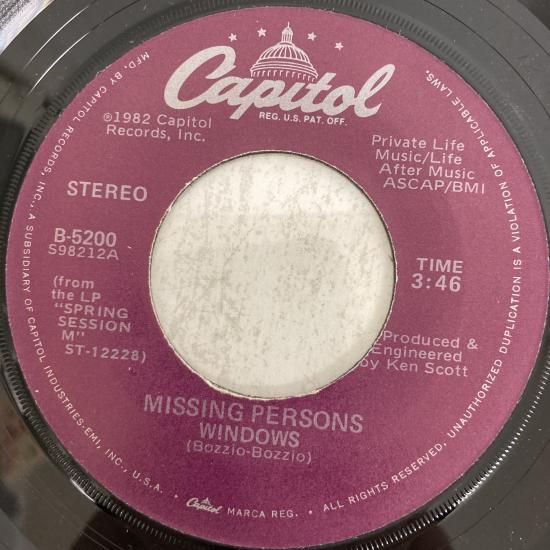 Capitol
REG. U.S. PAT. OFF.
℗1982 Capitol
Records, Inc.
Private Life
Music/Life
After Music
ASCAP/BMI
STEREO
B-5200
S98212A
(from
the LP
"SPRING
SESSION
M"
ST-12228)
TIME
3:46
Produced &
Engineered
by Ken Scott
MISSING PERSONS
WINDOWS
(Bozzio-Bozzio)
MFD. BY CAPITOL RECORDS, INC., A SUBSIDIARY OF CAPITOL INDUSTRIES-EMI, INC., U.S.A. • Capitol MARCA REG. • ALL RIGHTS RESERVED. UNAUTHORIZED DUPLICATION IS A VIOLATION OF APPLICABLE LAWS.